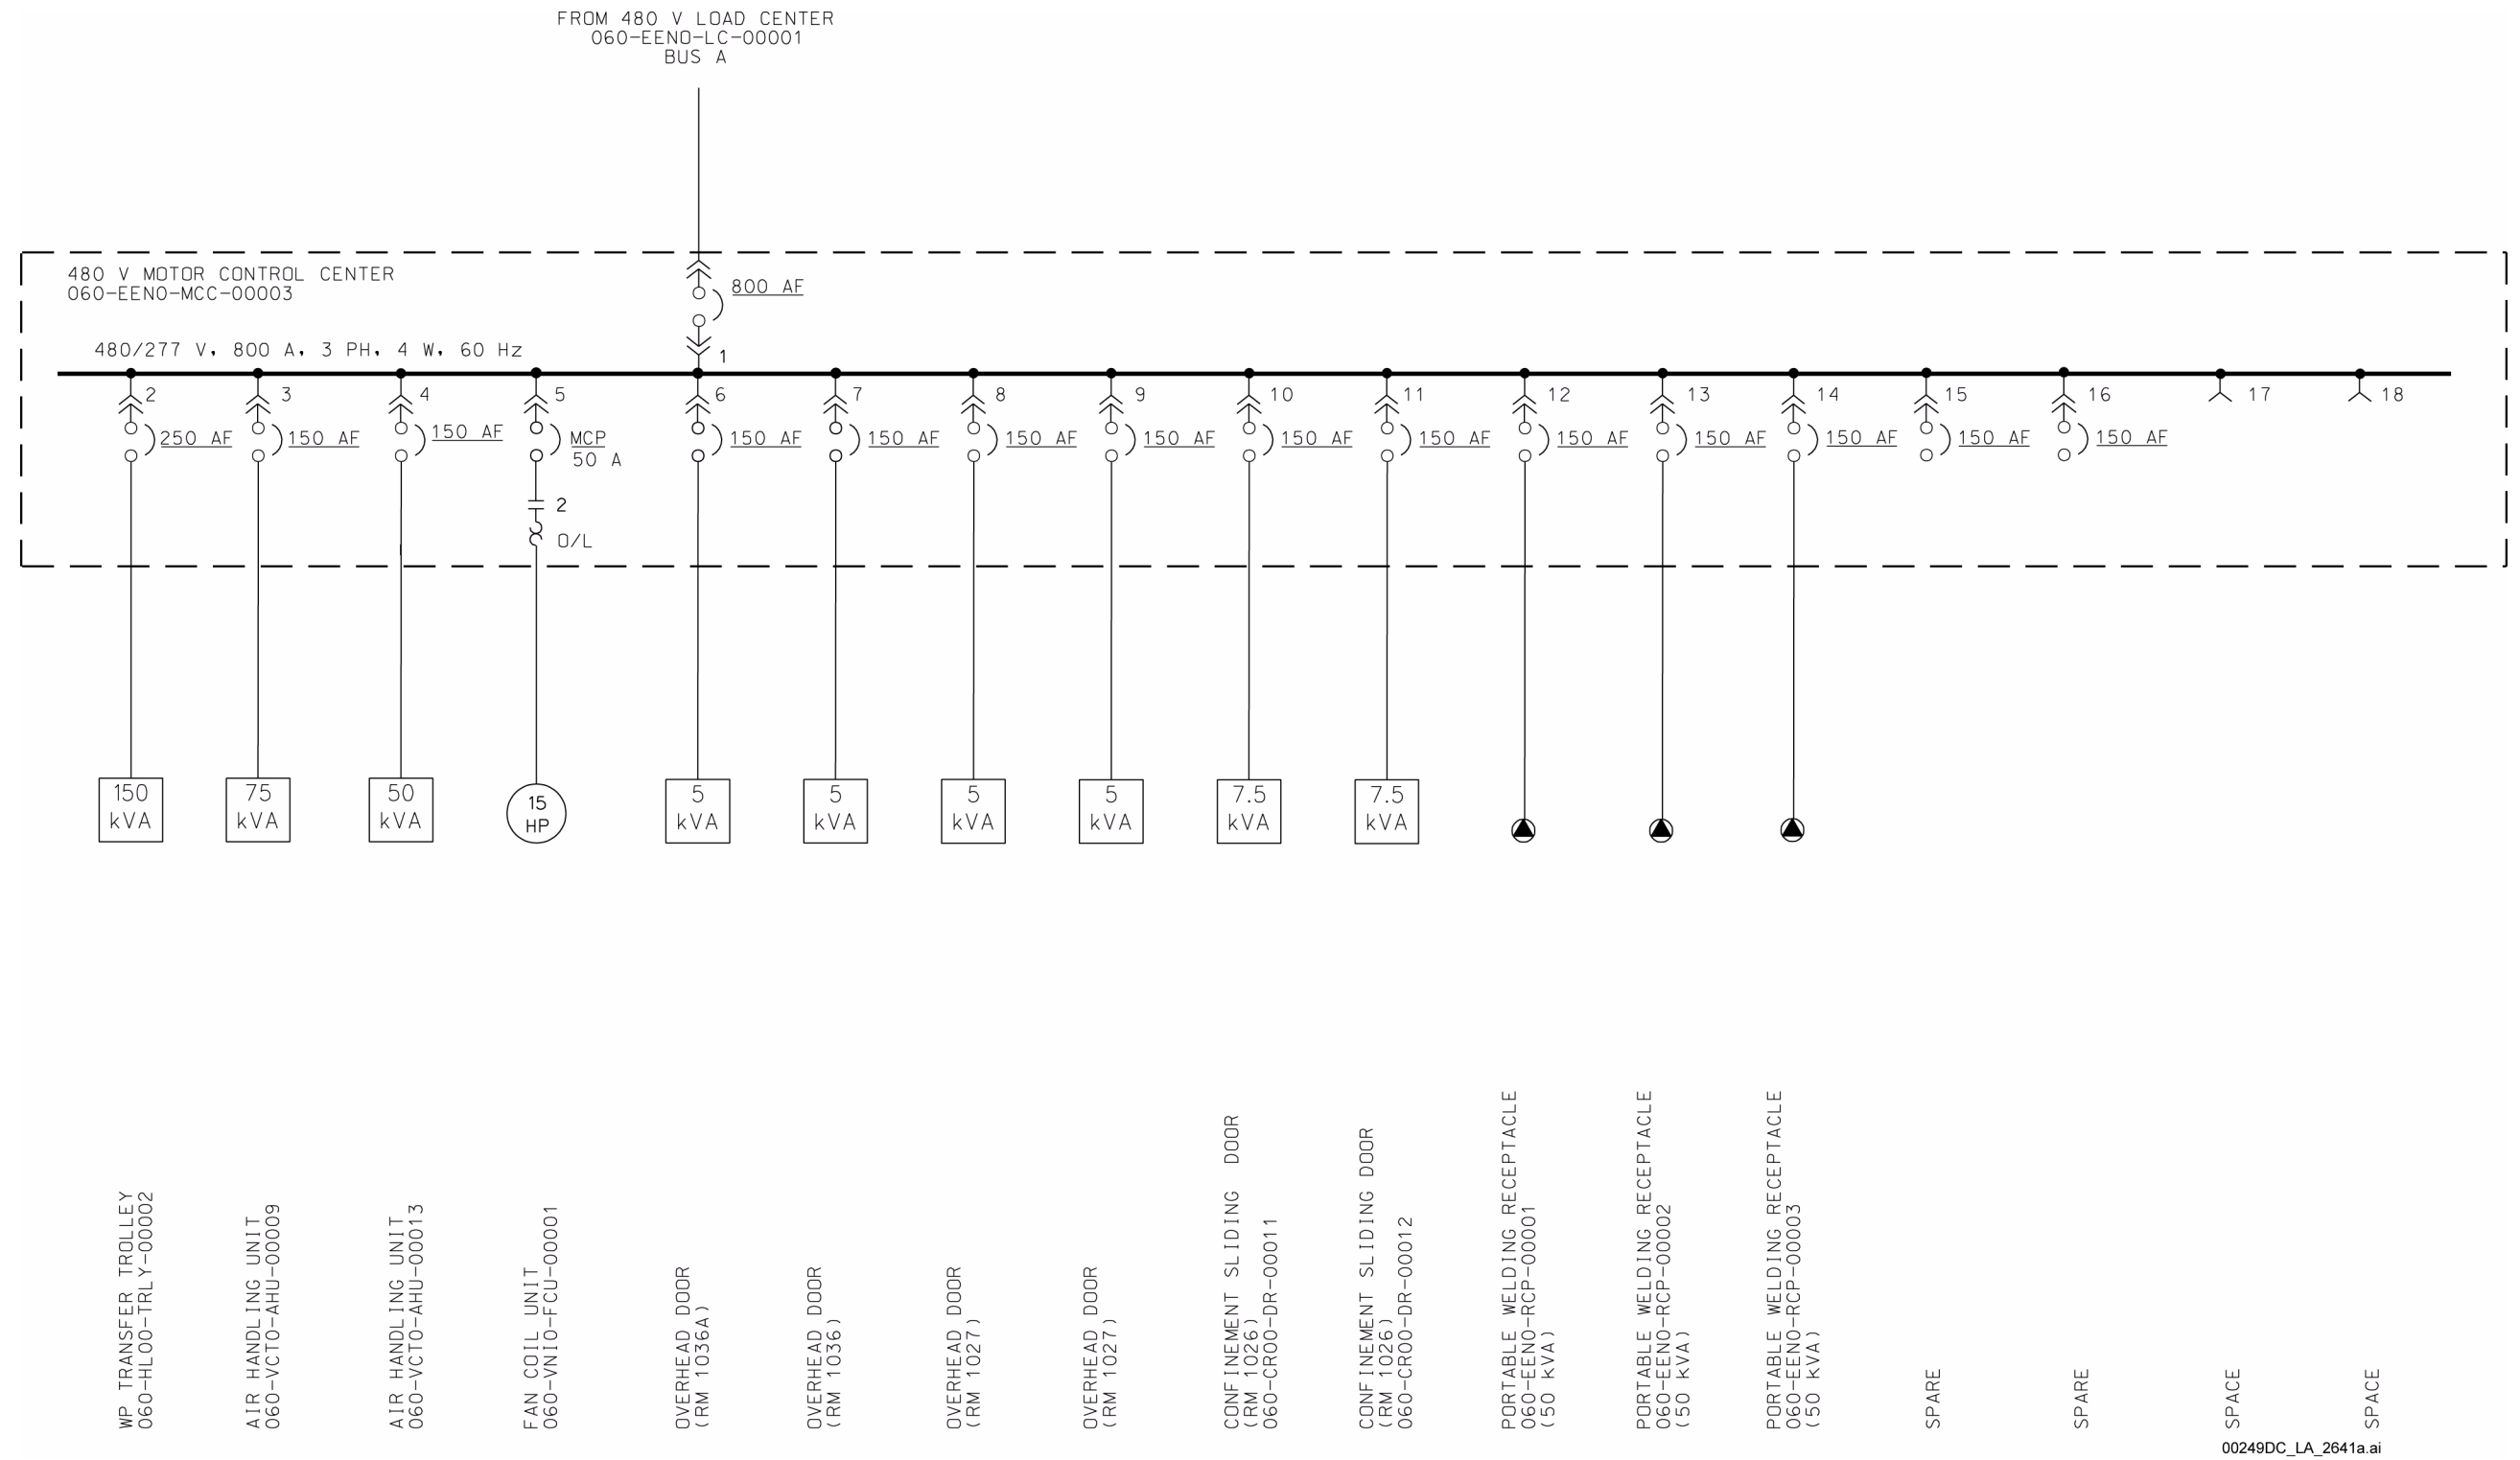 FROM 480 V LOAD CENTER
060-EEN0-LC-00001
BUS A
480 V MOTOR CONTROL CENTER
060-EEN0-MCC-00003
800 AF
480/277 V, 800 A, 3 PH, 4 W, 60 Hz
1
2
3
4
5
6
7
8
9
10
11
12
13
14
15
16
17
18
250 AF
150 AF
150 AF
MCP
50 A
150 AF
150 AF
150 AF
150 AF
150 AF
150 AF
150 AF
150 AF
150 AF
150 AF
150 AF
2
O/L
150
kVA
75
kVA
50
kVA
15
HP
5
kVA
5
kVA
5
kVA
5
kVA
7.5
kVA
7.5
kVA
WP TRANSFER TROLLEY
060-HL00-TRLY-00002
AIR HANDLING UNIT
060-VCT0-AHU-00009
AIR HANDLING UNIT
060-VCT0-AHU-00013
FAN COIL UNIT
060-VNI0-FCU-00001
OVERHEAD DOOR
(RM 1036A)
OVERHEAD DOOR
(RM 1036)
OVERHEAD DOOR
(RM 1027)
OVERHEAD DOOR
(RM 1027)
CONFINEMENT SLIDING DOOR
(RM 1026)
060-CR00-DR-00011
CONFINEMENT SLIDING DOOR
(RM 1026)
060-CR00-DR-00012
PORTABLE WELDING RECEPTACLE
060-EEN0-RCP-00001
(50 kVA)
PORTABLE WELDING RECEPTACLE
060-EEN0-RCP-00002
(50 kVA)
PORTABLE WELDING RECEPTACLE
060-EEN0-RCP-00003
(50 kVA)
SPARE
SPARE
SPACE
SPACE
00249DC_LA_2641a.ai